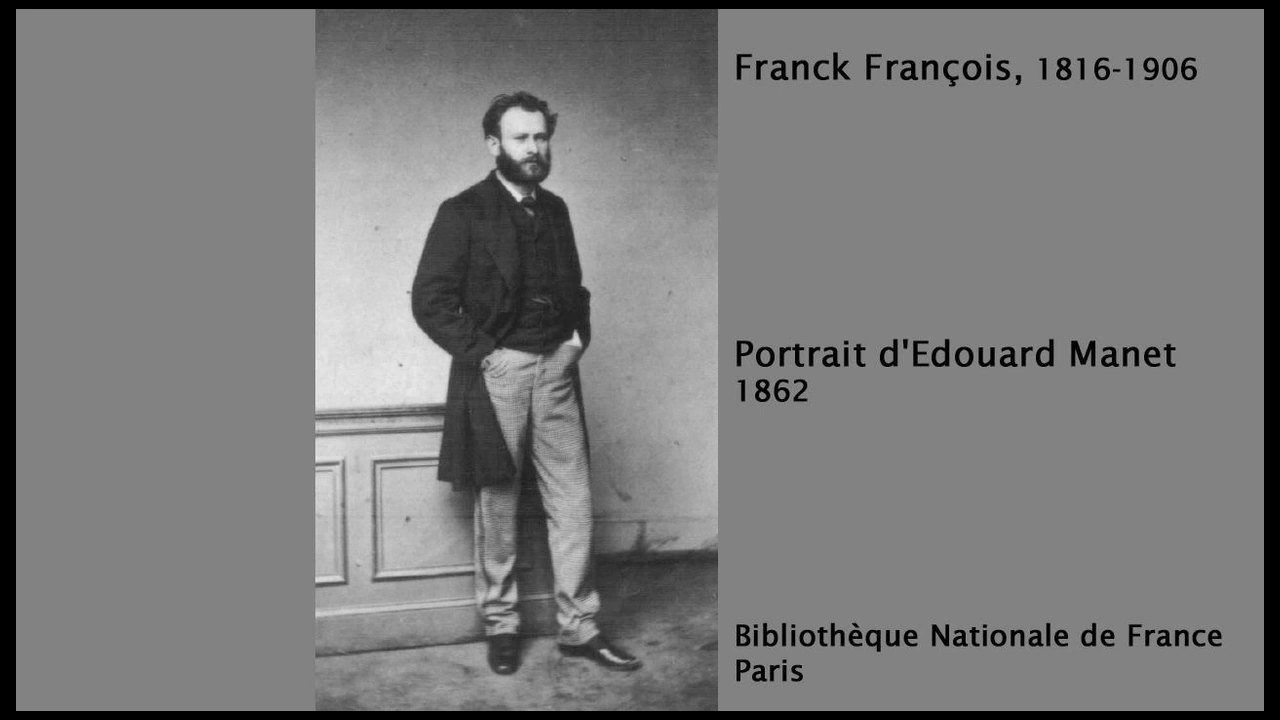 Franck François, 1816-1906
Portrait d'Edouard Manet
1862
Bibliothèque Nationale de France
Paris